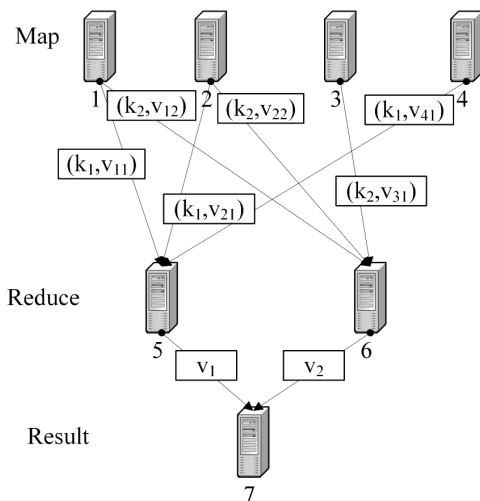 Map
1 2 3 4
(k₂,v₁₂) (k₂,v₂₂) (k₁,v₄₁)
(k₁,v₁₁)
(k₁,v₂₁) (k₂,v₃₁)
Reduce
5 6
v₁ v₂
Result
7